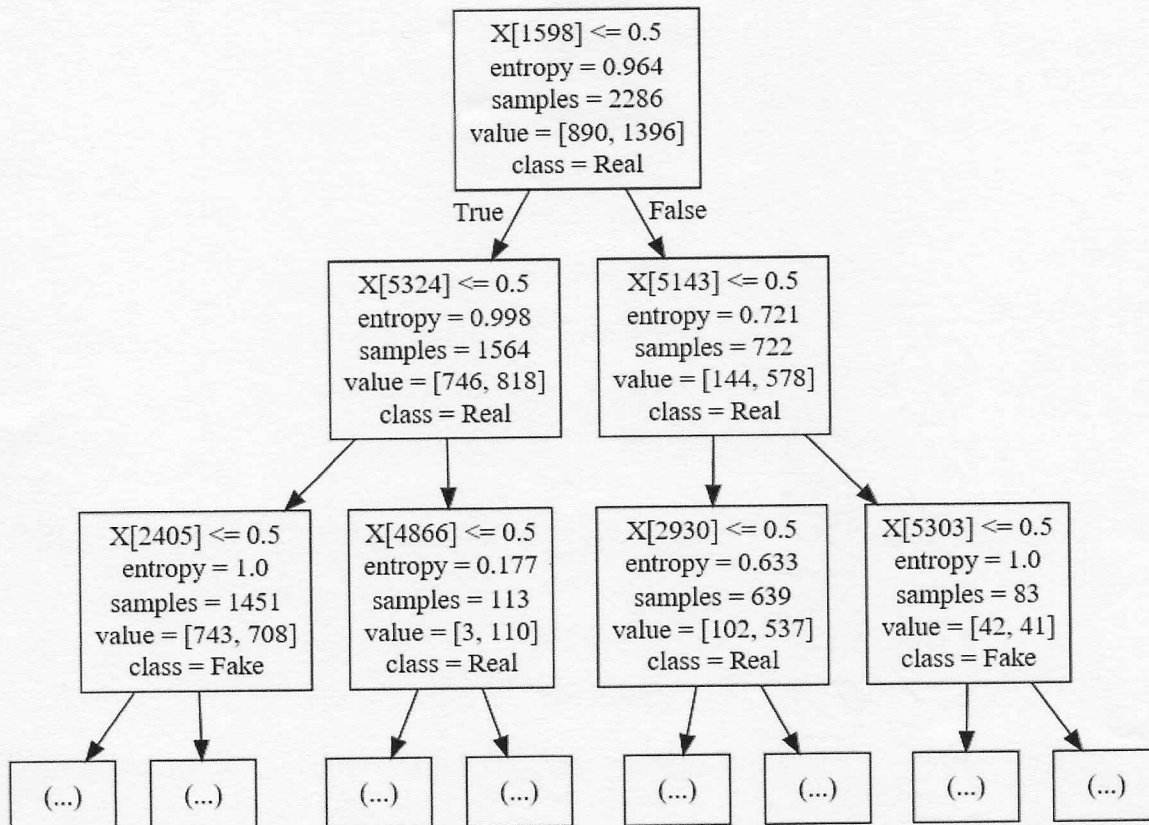 X[1598] <= 0.5
entropy = 0.964
samples = 2286
value = [890, 1396]
class = Real
True
False
X[5324] <= 0.5
entropy = 0.998
samples = 1564
value = [746, 818]
class = Real
X[5143] <= 0.5
entropy = 0.721
samples = 722
value = [144, 578]
class = Real
X[2405] <= 0.5
entropy = 1.0
samples = 1451
value = [743, 708]
class = Fake
X[4866] <= 0.5
entropy = 0.177
samples = 113
value = [3, 110]
class = Real
X[2930] <= 0.5
entropy = 0.633
samples = 639
value = [102, 537]
class = Real
X[5303] <= 0.5
entropy = 1.0
samples = 83
value = [42, 41]
class = Fake
(...)
(...)
(...)
(...)
(...)
(...)
(...)
(...)